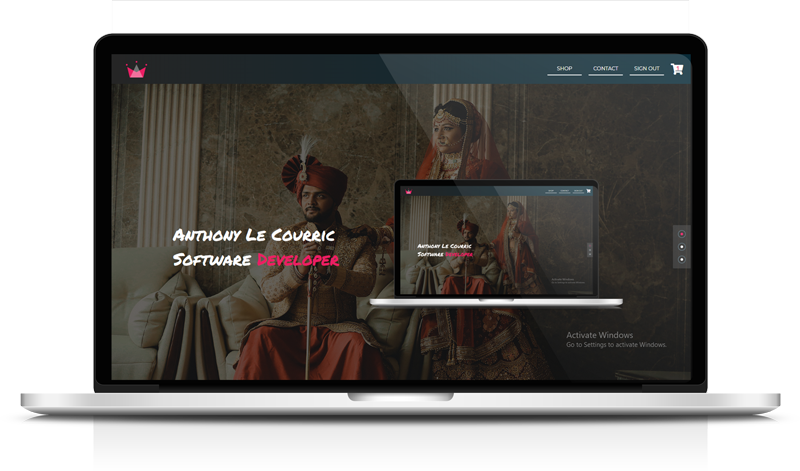 SHOP CONTACT SIGN OUT
Anthony Le Courric
Software Developer
Anthony Le Courric
Software Developer
Activate Windows
Go to Settings to activate Windows.